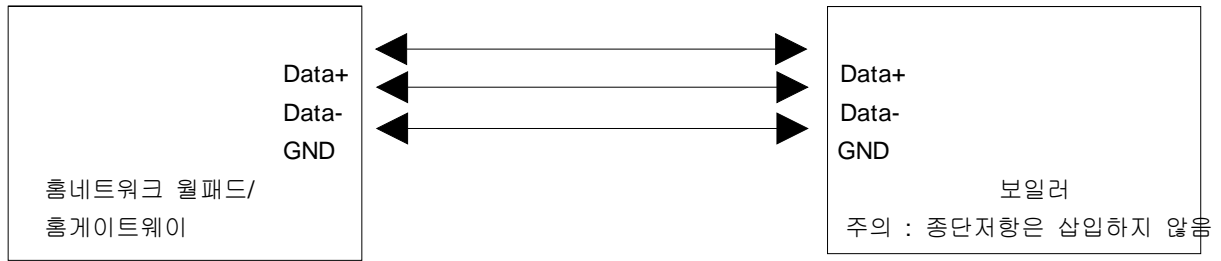 Data+
Data-
GND
홈네트워크 월패드/
홈게이트웨이
Data+
Data-
GND
보일러
주의 : 종단저항은 삽입하지 않음